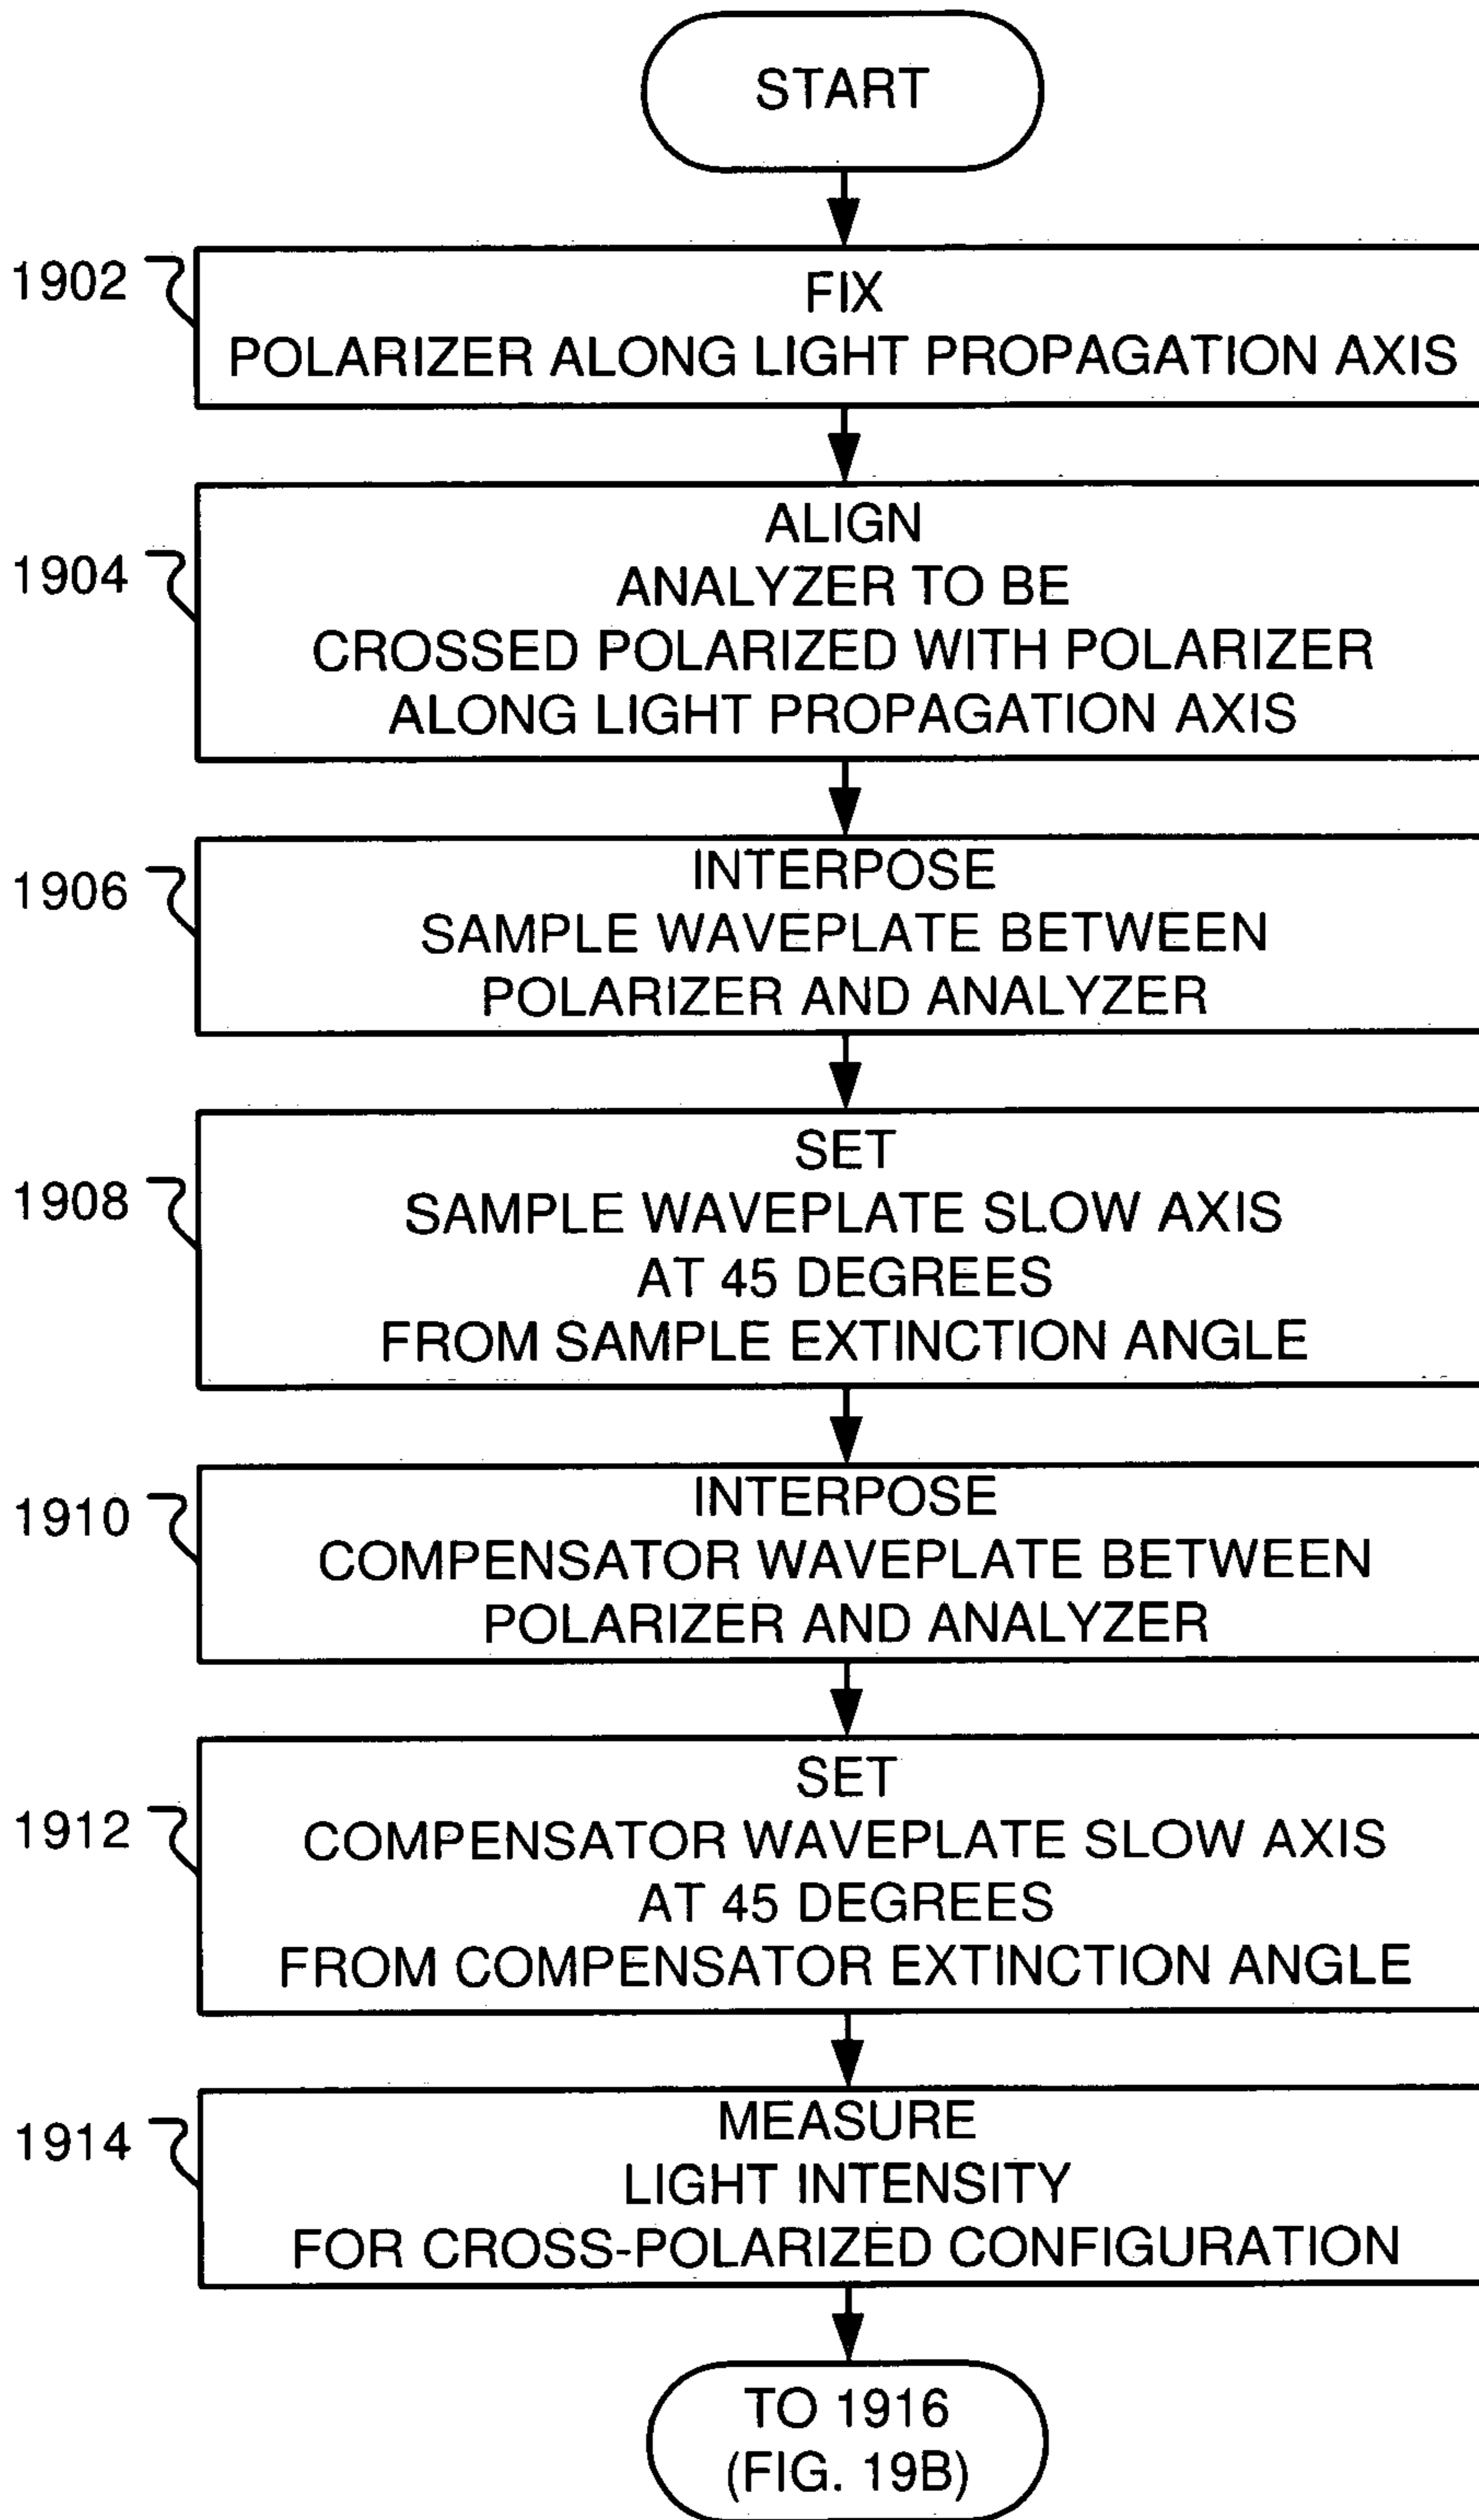 START
1902
FIX
POLARIZER ALONG LIGHT PROPAGATION AXIS
1904
ALIGN
ANALYZER TO BE
CROSSED POLARIZED WITH POLARIZER
ALONG LIGHT PROPAGATION AXIS
1906
INTERPOSE
SAMPLE WAVEPLATE BETWEEN
POLARIZER AND ANALYZER
1908
SET
SAMPLE WAVEPLATE SLOW AXIS
AT 45 DEGREES
FROM SAMPLE EXTINCTION ANGLE
1910
INTERPOSE
COMPENSATOR WAVEPLATE BETWEEN
POLARIZER AND ANALYZER
1912
SET
COMPENSATOR WAVEPLATE SLOW AXIS
AT 45 DEGREES
FROM COMPENSATOR EXTINCTION ANGLE
1914
MEASURE
LIGHT INTENSITY
FOR CROSS-POLARIZED CONFIGURATION
TO 1916
(FIG. 19B)